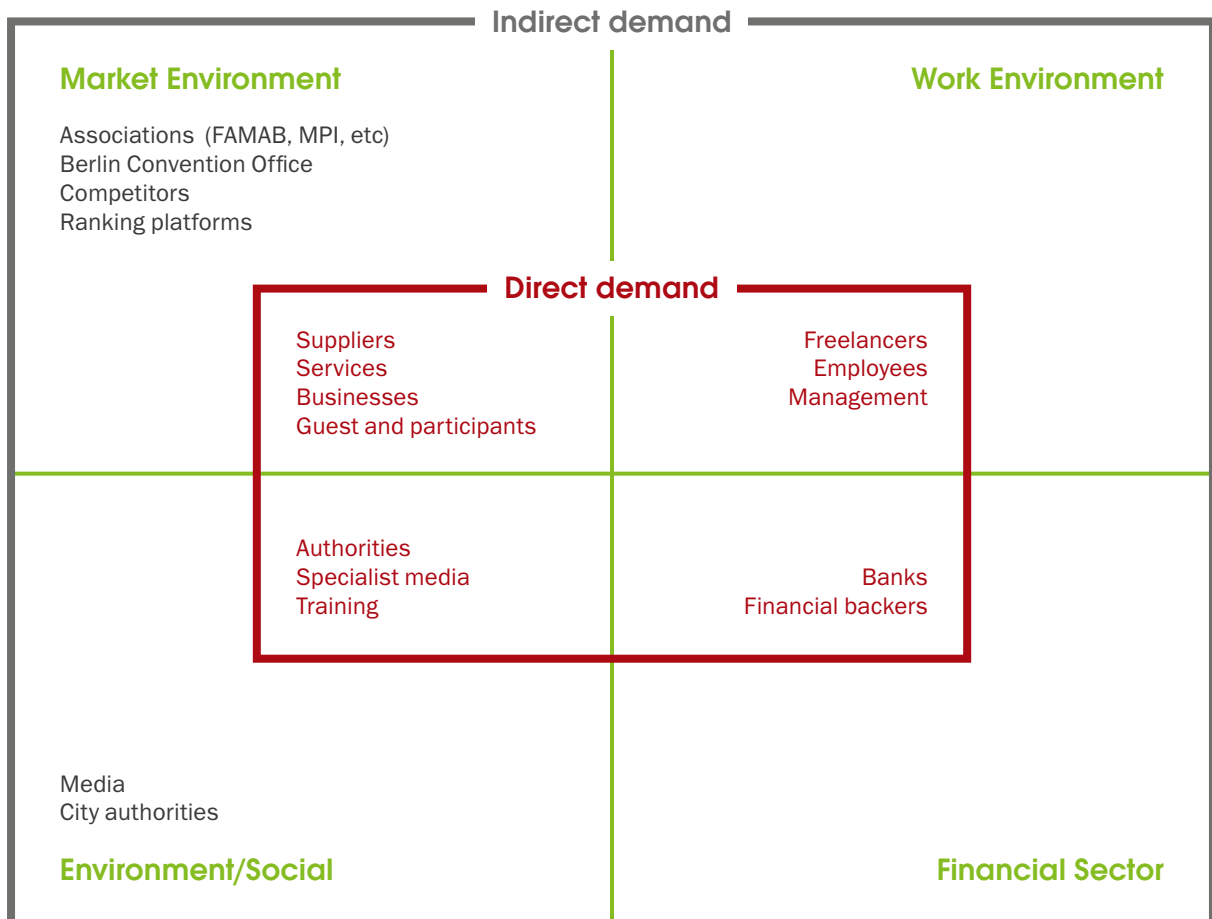 Indirect demand
Market Environment
Work Environment
Associations (FAMAB, MPI, etc)
Berlin Convention Office
Competitors
Ranking platforms
Direct demand
Suppliers
Services
Businesses
Guest and participants
Freelancers
Employees
Management
Authorities
Specialist media
Training
Banks
Financial backers
Media
City authorities
Environment/Social
Financial Sector